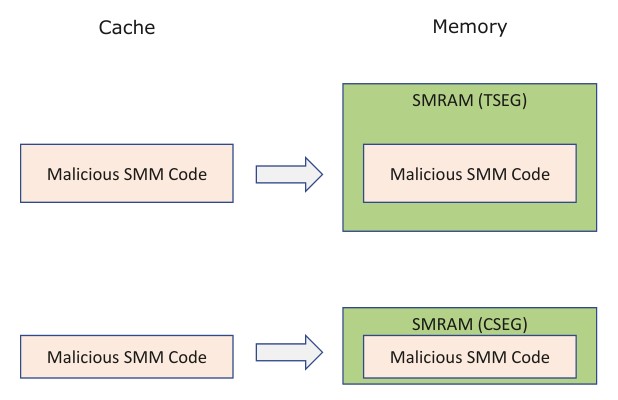 Cache
Memory
SMRAM (TSEG)
Malicious SMM Code
Malicious SMM Code
SMRAM (CSEG)
Malicious SMM Code
Malicious SMM Code